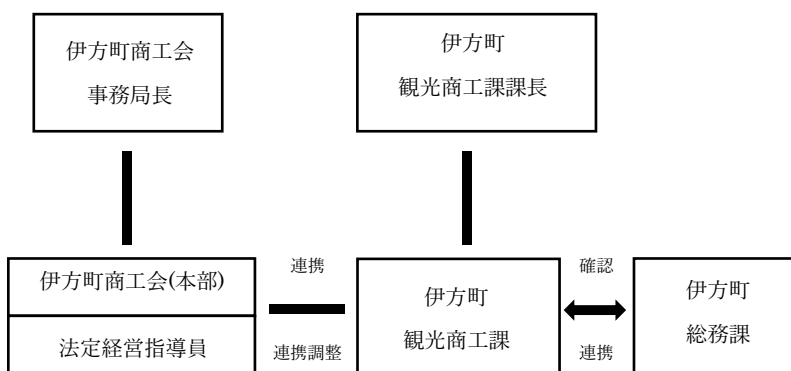 伊方町商工会
事務局長
伊方町
観光商工課課長
伊方町商工会(本部)
法定経営指導員
連携
連携調整
伊方町
観光商工課
確認
連携
伊方町
総務課